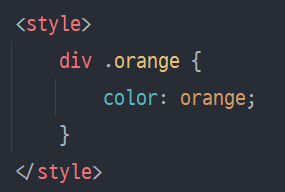 <style>
    div .orange {
        color: orange;
    }
</style>